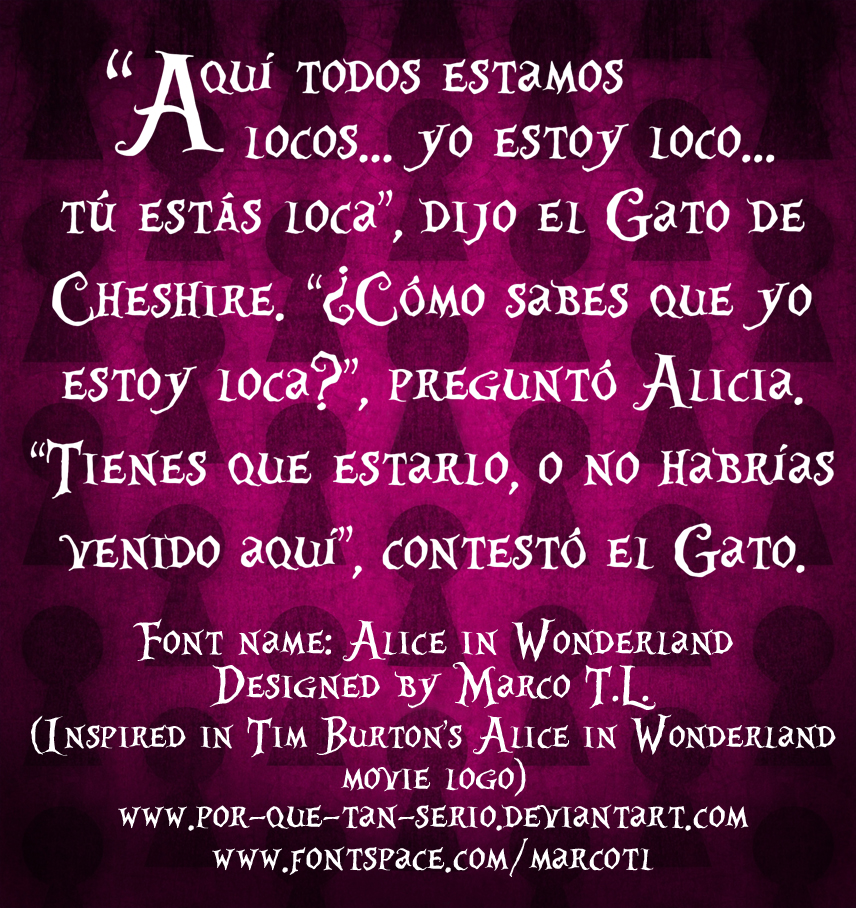 “Aquí todos estamos
locos... yo estoy loco...
tú estás loca”, dijo el Gato de
Cheshire. “¿Cómo sabes que yo
estoy loca?”, preguntó Alicia.
“Tienes que estarlo, o no habrías
venido aquí”, contestó el Gato.
Font name: Alice in Wonderland
Designed by Marco T.L.
(Inspired in Tim Burton's Alice in Wonderland
movie logo)
www.por-que-tan-serio.deviantart.com
www.fontspace.com/marcotl